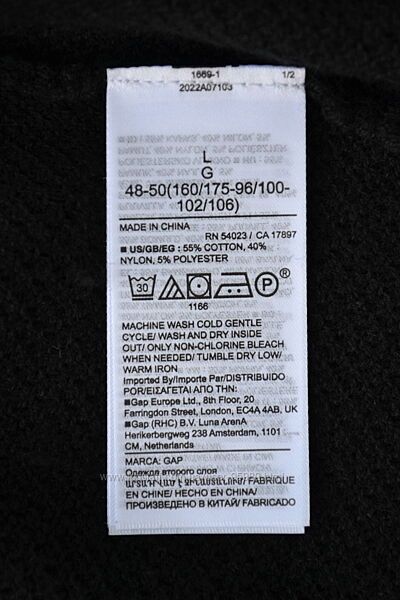 1669-1 1/2
2022A07103
L
G
48-50(160/175-96/100-
102/106)
MADE IN CHINA
RN 54023 / CA 17897
■ US/GB/EG : 55% COTTON, 40%
NYLON, 5% POLYESTER
30 P®
1166
MACHINE WASH COLD GENTLE
CYCLE/ WASH AND DRY INSIDE
OUT/ ONLY NON-CHLORINE BLEACH
WHEN NEEDED/ TUMBLE DRY LOW/
WARM IRON
Imported By/Importe Par/DISTRIBUIDO
POR/ΕΙΣΑΓΕΤΑΙ ΑΠΟ ΤΗΝ:
■Gap Europe Ltd., 8th Floor, 20
Farringdon Street, London, EC4A 4AB, UK
■Gap (RHC) B.V. Luna ArenA
Herikerbergweg 238 Amsterdam, 1101
CM, Netherlands
MARCA: GAP
Одежда второго слоя
ԱՐՏԱԴՐՎԱԾ Է ՉԻՆԱՍՏԱՆՈՒՄ/ FABRIQUE
EN CHINE/ HECHO EN CHINA/
ПРОИЗВЕДЕНО В КИТАЕ/ FABRICADO